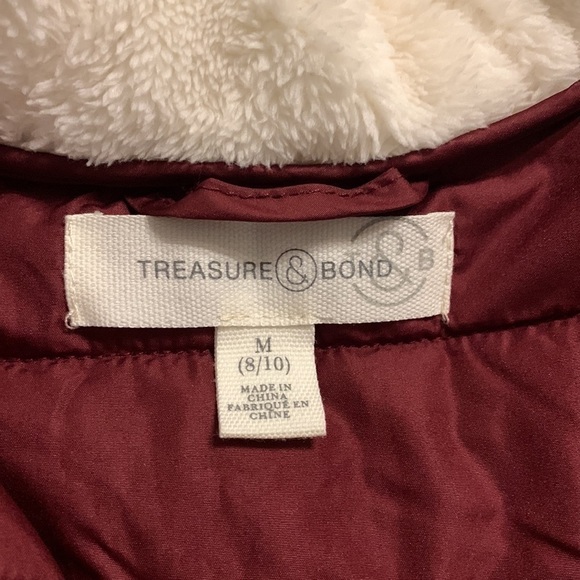 TREASURE & BOND
& B
M
(8/10)
MADE IN
CHINA
FABRIQUÉ EN
CHINE